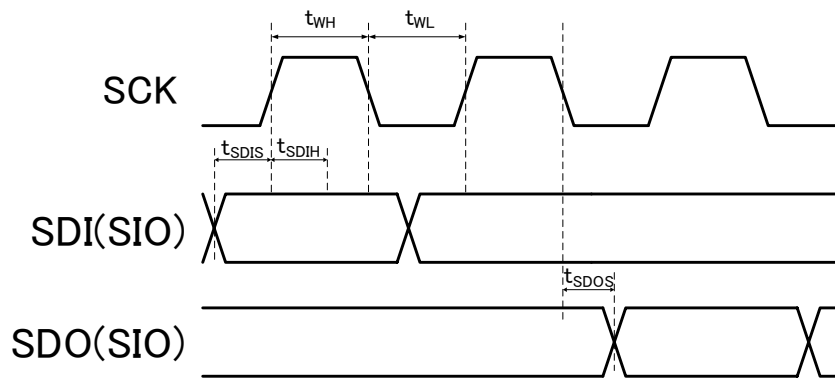 tWH tWL
SCK
tSDIS tSDIH
SDI(SIO)
tSDOS
SDO(SIO)